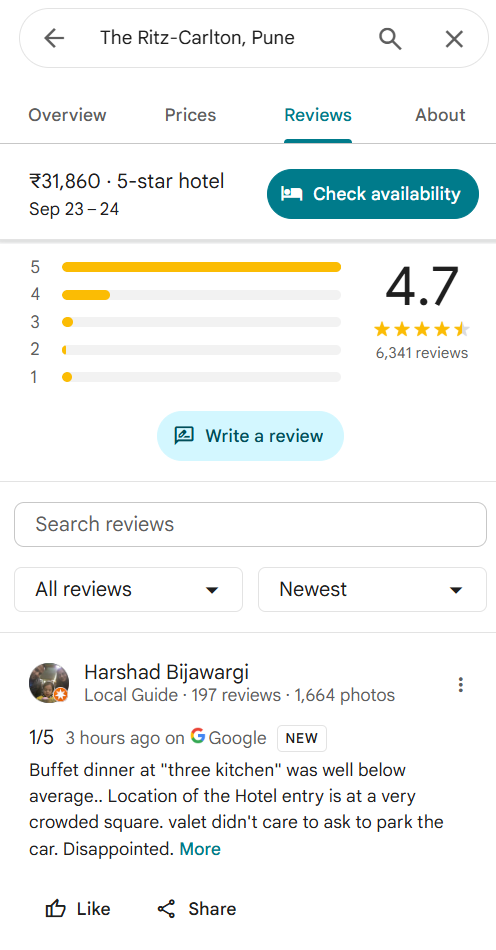 The Ritz-Carlton, Pune
Overview Prices Reviews About
₹31,860 · 5-star hotel
Sep 23 – 24
Check availability
5
4
3
2
1
4.7
6,341 reviews
Write a review
Search reviews
All reviews
Newest
Harshad Bijawargi
Local Guide · 197 reviews · 1,664 photos
1/5 3 hours ago on Google NEW
Buffet dinner at "three kitchen" was well below
average.. Location of the Hotel entry is at a very
crowded square. valet didn't care to ask to park the
car. Disappointed. More
Like Share